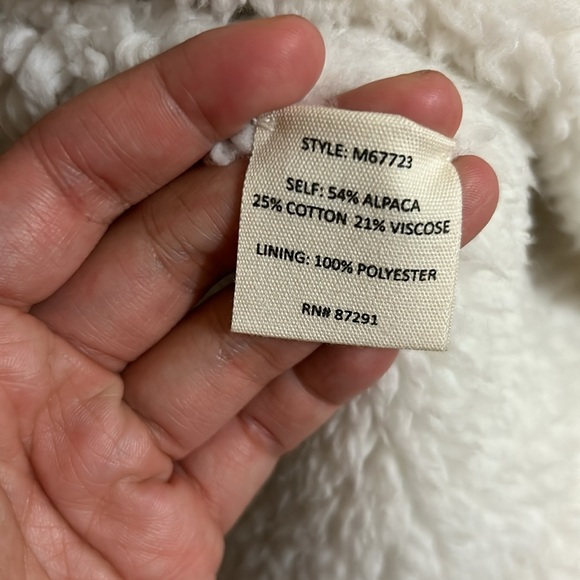 STYLE: M67723
SELF: 54% ALPACA
25% COTTON 21% VISCOSE
LINING: 100% POLYESTER
RN# 87291